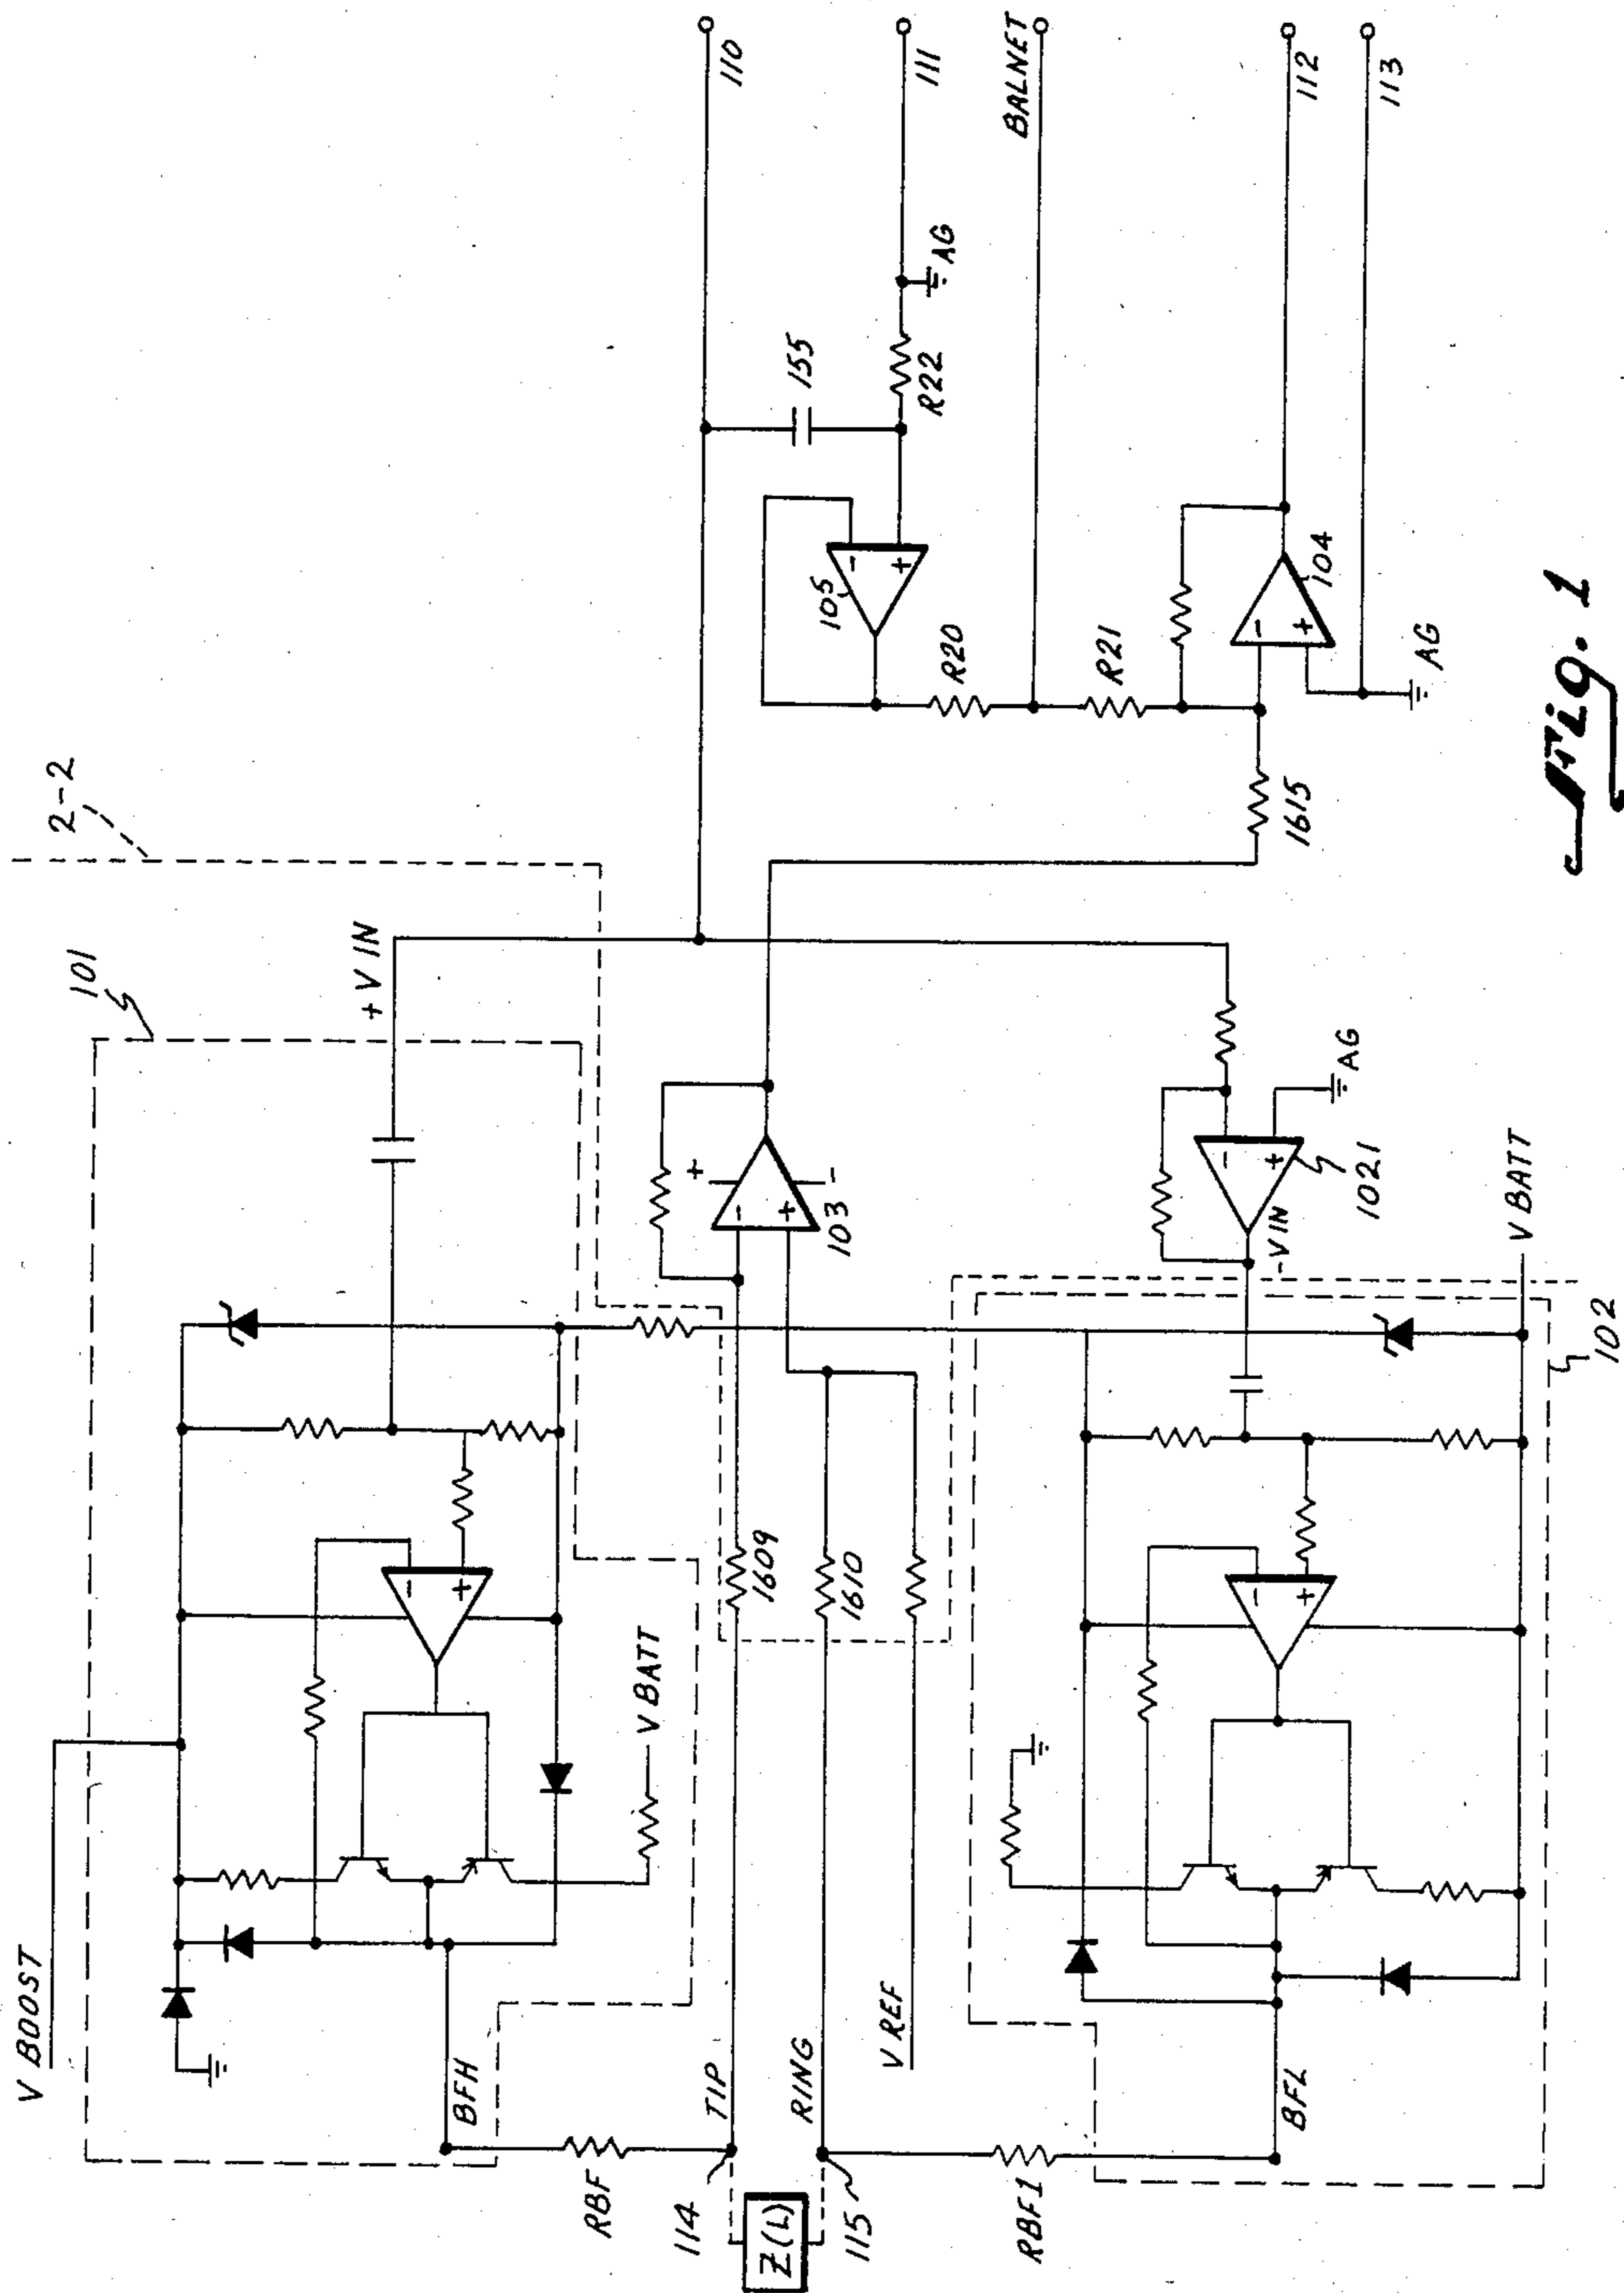 V BOOST
101
2-2
+ V IN
110
BFH
V BATT
155
111
AG
R22
RBF
TIP
114
1609
+
-
-
+
103
105
-
+
R20
BALNET
Z(L)
RING
1610
R21
1615
115
V REF
-
+
104
112
AG
113
RBF1
BFL
-
+
-
+
-V IN
-
+
1021
AG
V BATT
102
Fig. 1